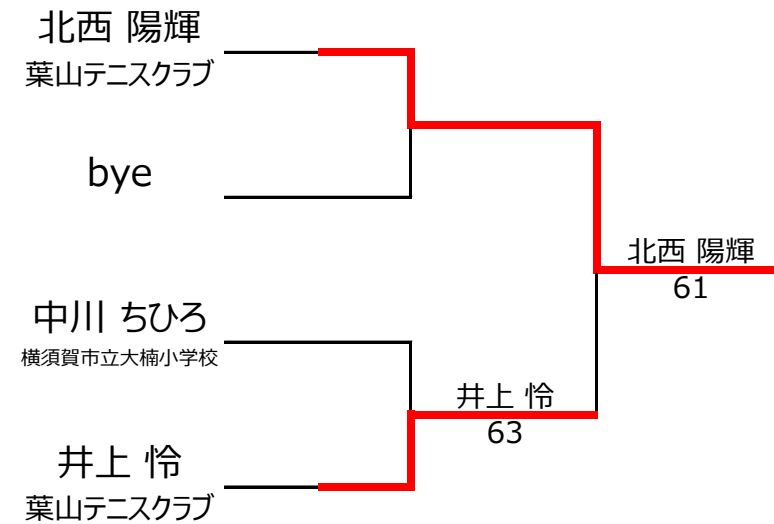 北西 陽輝
葉山テニスクラブ
bye
北西 陽輝
61
中川 ちひろ
横須賀市立大楠小学校
井上 怜
63
井上 怜
葉山テニスクラブ